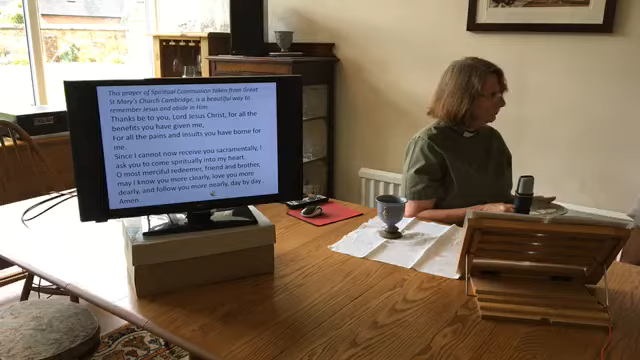 This prayer of Spiritual Communion taken from Great
St Mary's Church Cambridge, is a beautiful way to
remember Jesus and abide in Him
Thanks be to you, Lord Jesus Christ, for all the
benefits you have given me,
For all the pains and insults you have borne for
me.
Since I cannot now receive you sacramentally, I
ask you to come spiritually into my heart.
O most merciful redeemer, friend and brother,
may I know you more clearly, love you more
dearly, and follow you more nearly, day by day.
Amen.